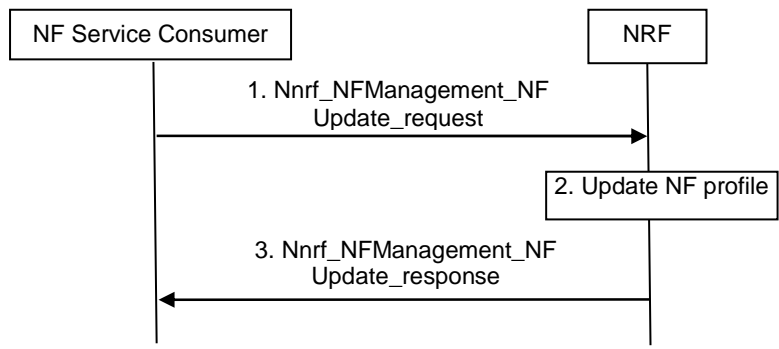 NF Service Consumer
NRF
1. Nnrf_NFManagement_NF
Update_request
2. Update NF profile
3. Nnrf_NFManagement_NF
Update_response